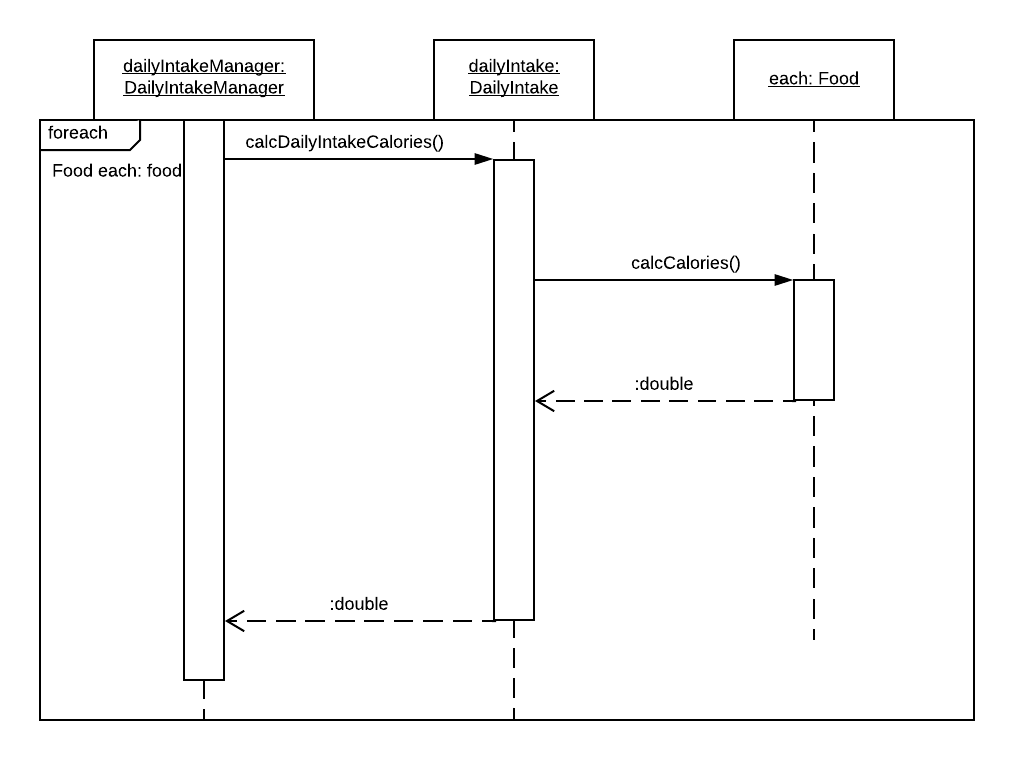 dailyIntakeManager:
DailyIntakeManager
dailyIntake:
DailyIntake
each: Food
foreach
calcDailyIntakeCalories()
Food each: food
calcCalories()
:double
:double